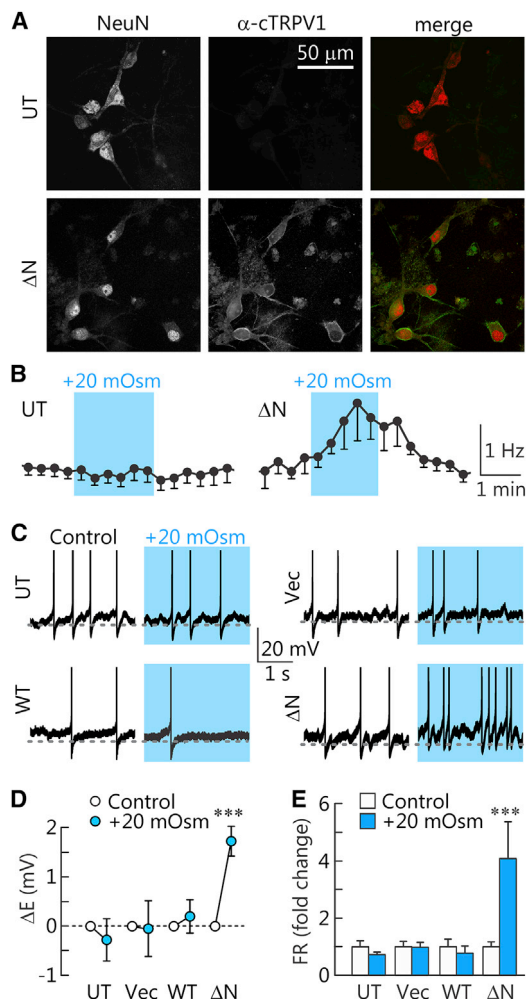 A
NeuN α-cTRPV1 merge
50 µm
UT
ΔN
B
+20 mOsm +20 mOsm
UT ΔN
1 Hz
1 min
C
Control +20 mOsm
UT Vec
20 mV
1 s
WT ΔN
D
Control
+20 mOsm ***
ΔE (mV)
2
1
0
-1
UT Vec WT ΔN
E
Control
+20 mOsm ***
FR (fold change)
6
4
2
0
UT Vec WT ΔN